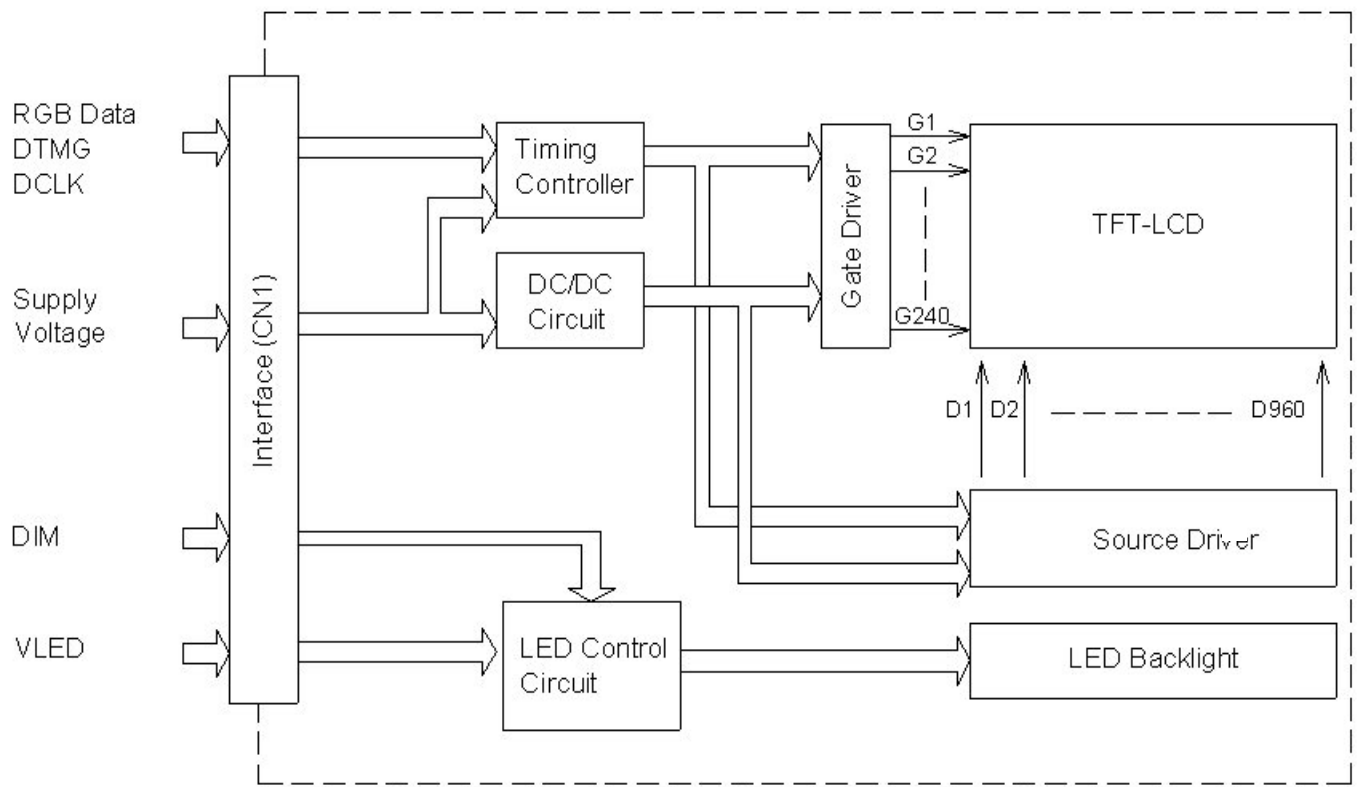 RGB Data
DTMG
DCLK
Supply
Voltage
DIM
VLED
Interface (CN1)
Timing
Controller
DC/DC
Circuit
LED Control
Circuit
Gate Driver
G1
G2
G240
TFT-LCD
D1
D2
D960
Source Driver
LED Backlight